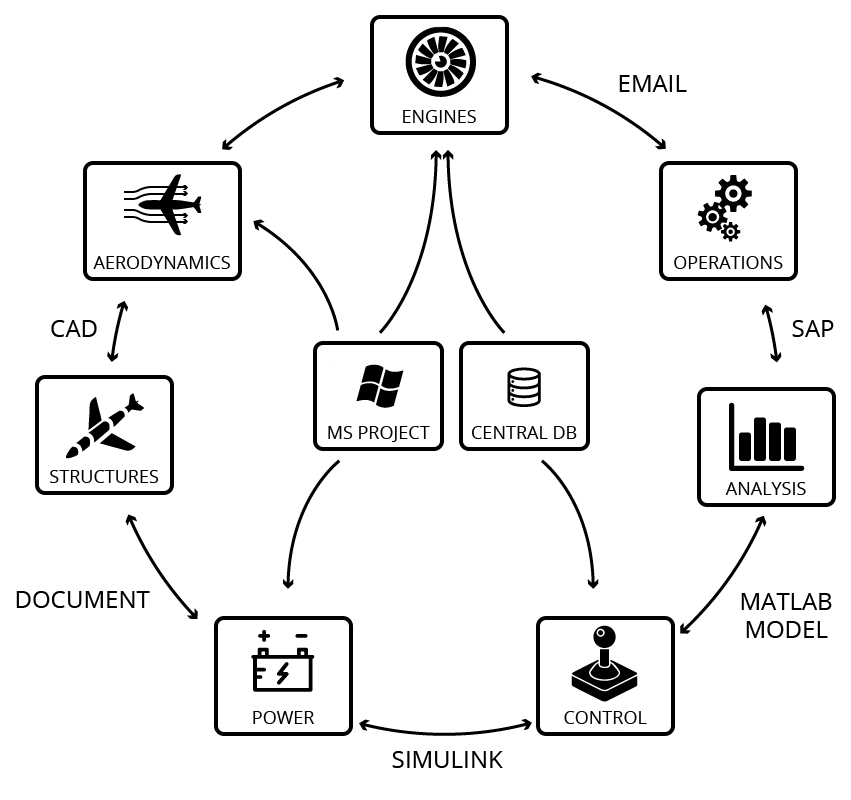 ENGINES
EMAIL
AERODYNAMICS
OPERATIONS
CAD
SAP
MS PROJECT
CENTRAL DB
STRUCTURES
ANALYSIS
DOCUMENT
MATLAB
MODEL
+ −
POWER
CONTROL
SIMULINK